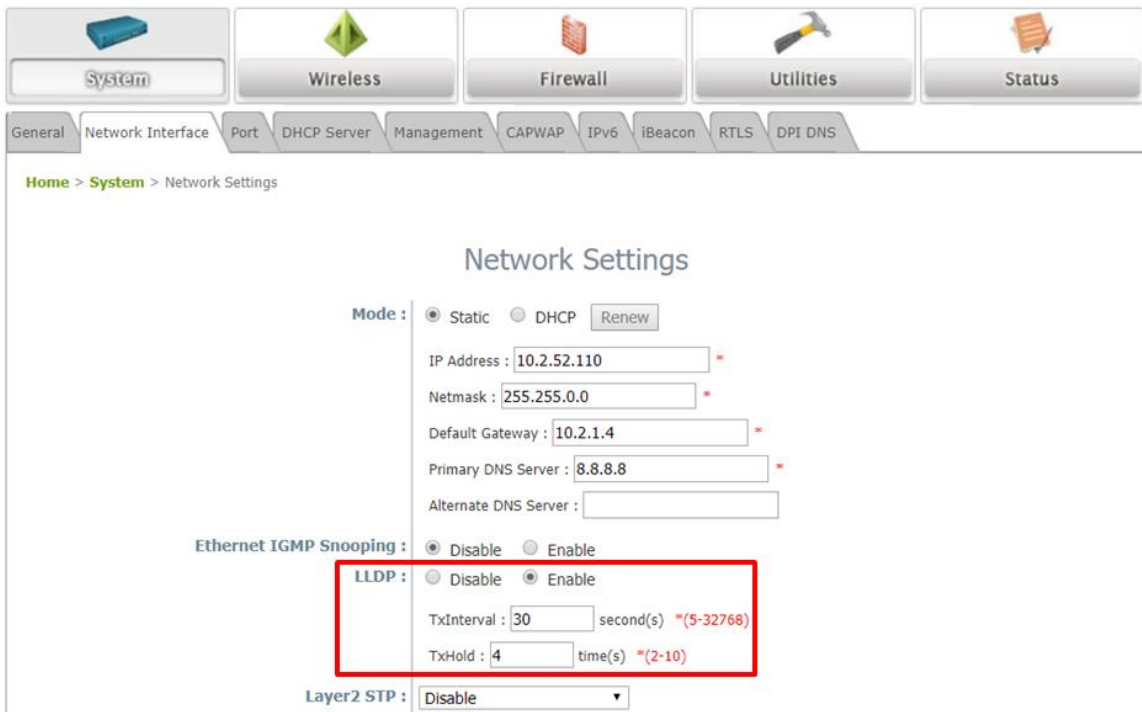 System Wireless Firewall Utilities Status
General Network Interface Port DHCP Server Management CAPWAP IPv6 iBeacon RTLS DPI DNS
Home > System > Network Settings
Network Settings
Mode : Static DHCP Renew
IP Address : 10.2.52.110 *
Netmask : 255.255.0.0 *
Default Gateway : 10.2.1.4 *
Primary DNS Server : 8.8.8.8 *
Alternate DNS Server :
Ethernet IGMP Snooping : Disable Enable
LLDP : Disable Enable
TxInterval : 30 second(s) *(5-32768)
TxHold : 4 time(s) *(2-10)
Layer2 STP : Disable